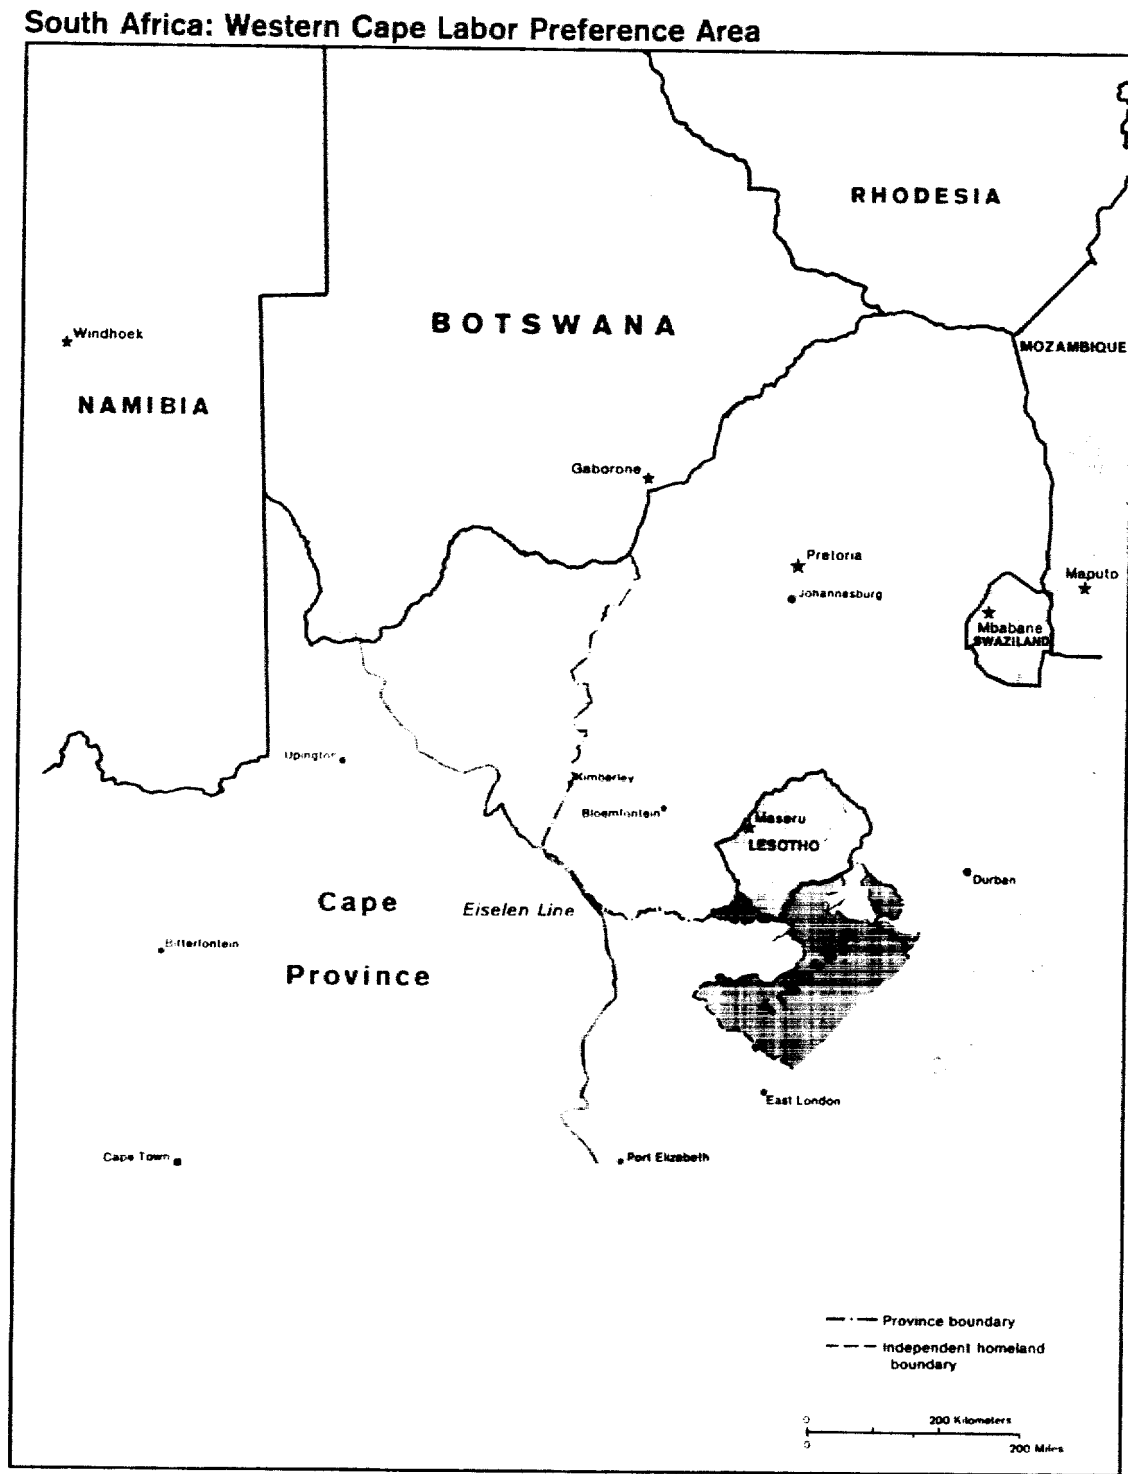 South Africa: Western Cape Labor Preference Area
RHODESIA
BOTSWANA
Windhoek
MOZAMBIQUE
NAMIBIA
Gaborone
Pretoria
Johannesburg
Maputo
Mbabane
SWAZILAND
Upington
Kimberley
Bloemfontein
Maseru
LESOTHO
Durban
Cape
Eiselen Line
Bitterfontein
Province
East London
Cape Town
Port Elizabeth
Province boundary
Independent homeland
boundary
0 200 Kilometers
0 200 Miles